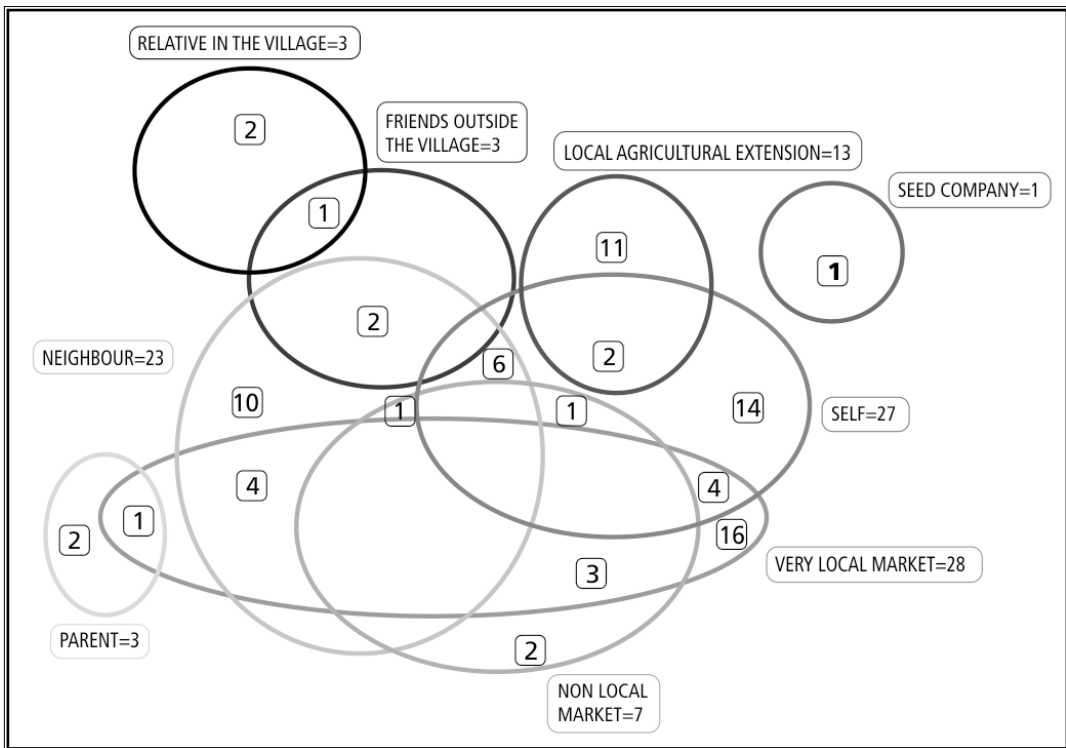 RELATIVE IN THE VILLAGE=3
2
FRIENDS OUTSIDE
THE VILLAGE=3
LOCAL AGRICULTURAL EXTENSION=13
SEED COMPANY=1
1
11
1
2
NEIGHBOUR=23
6
2
10
1
1
14
SELF=27
4
4
2
1
16
3
VERY LOCAL MARKET=28
PARENT=3
2
NON LOCAL
MARKET=7